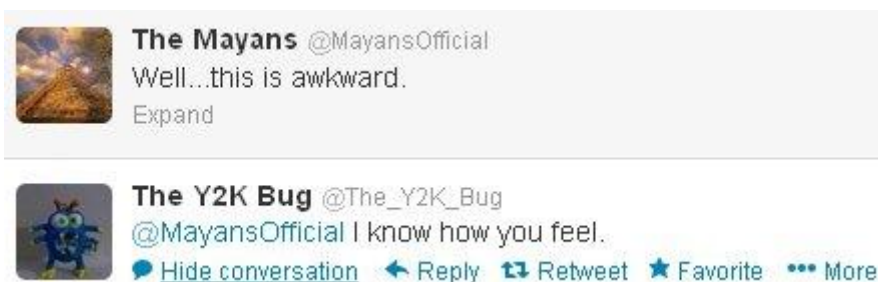 The Mayans @MayansOfficial
Well...this is awkward.
Expand
The Y2K Bug @The_Y2K_Bug
@MayansOfficial I know how you feel.
Hide conversation Reply Retweet Favorite ••• More